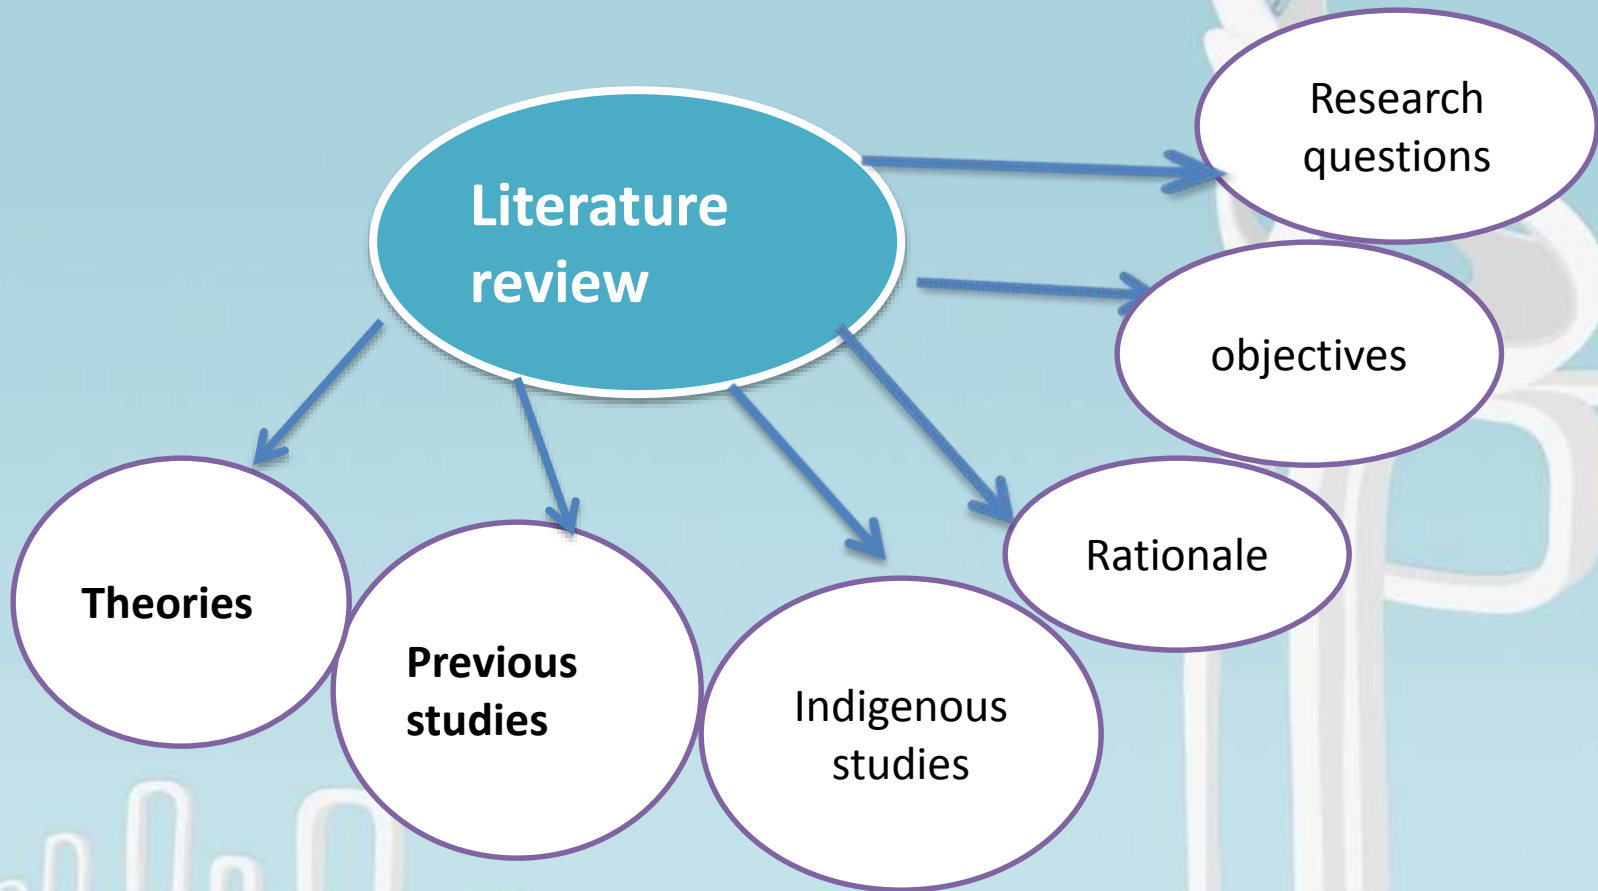 Literature
review
Research
questions
objectives
Rationale
Indigenous
studies
Previous
studies
Theories